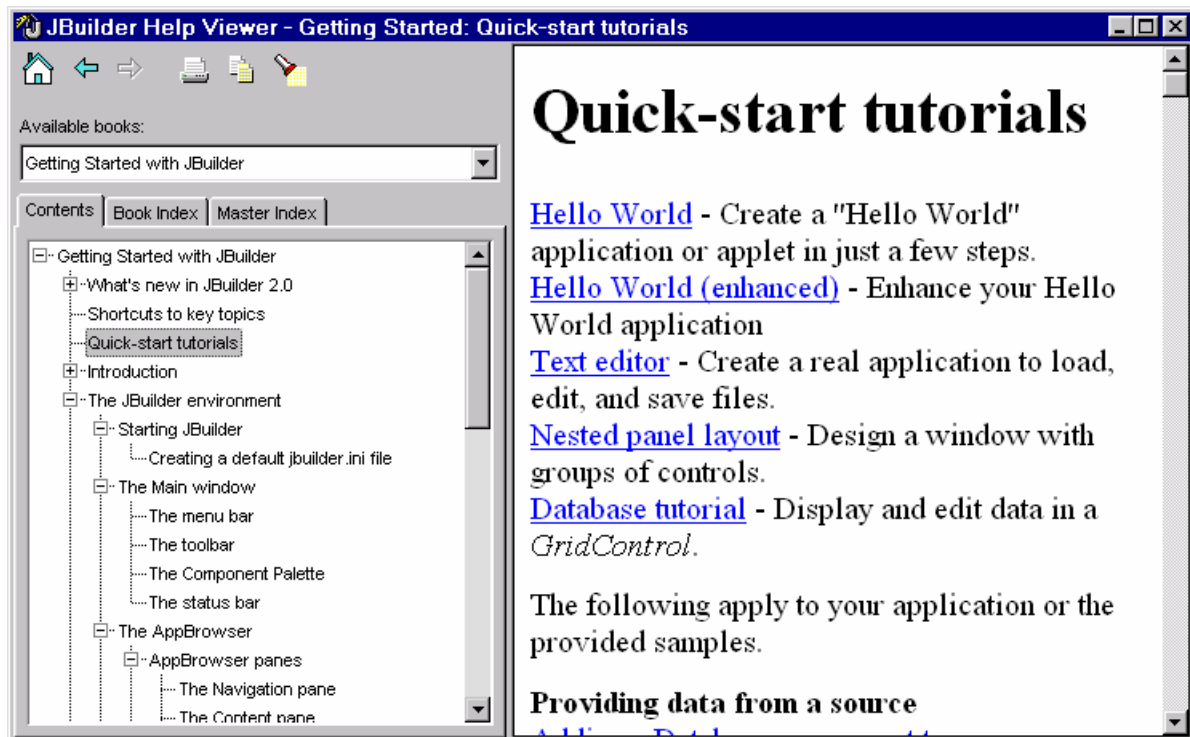 JBuilder Help Viewer - Getting Started: Quick-start tutorials
Available books:
Getting Started with JBuilder
Contents Book Index Master Index
Getting Started with JBuilder
What's new in JBuilder 2.0
Shortcuts to key topics
Quick-start tutorials
Introduction
The JBuilder environment
Starting JBuilder
Creating a default jbuilder.ini file
The Main window
The menu bar
The toolbar
The Component Palette
The status bar
The AppBrowser
AppBrowser panes
The Navigation pane
The Content pane
Quick-start tutorials
Hello World - Create a "Hello World"
application or applet in just a few steps.
Hello World (enhanced) - Enhance your Hello
World application
Text editor - Create a real application to load,
edit, and save files.
Nested panel layout - Design a window with
groups of controls.
Database tutorial - Display and edit data in a
GridControl.
The following apply to your application or the
provided samples.
Providing data from a source